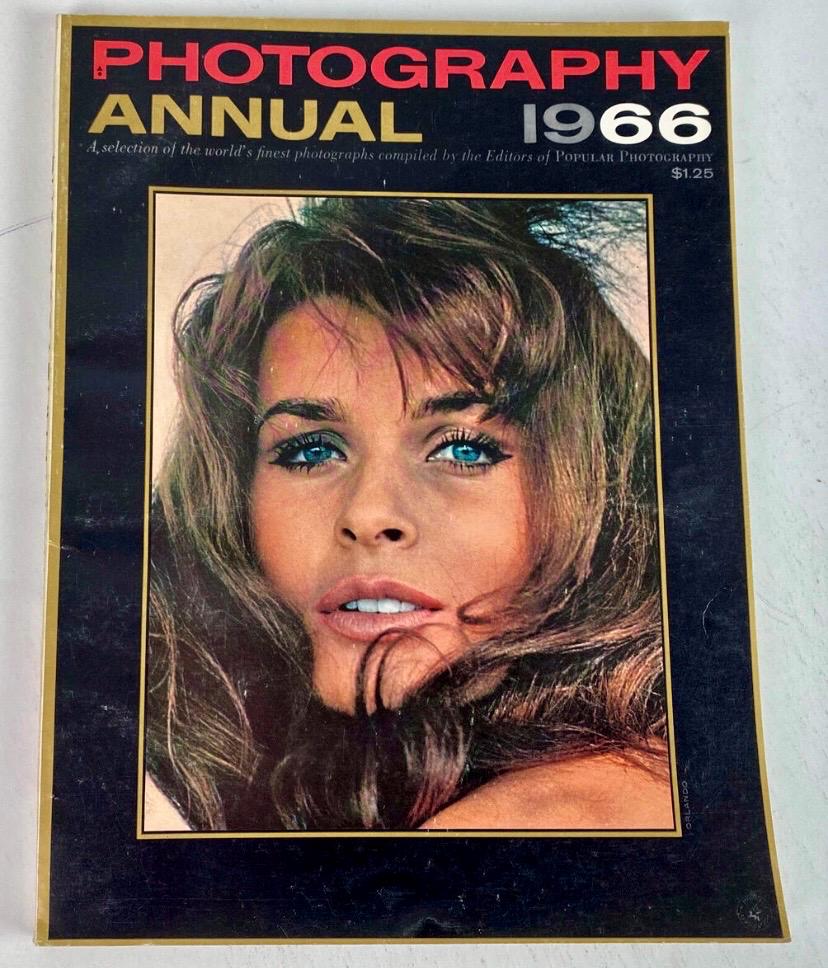 PHOTOGRAPHY
ANNUAL 1966
A selection of the world's finest photographs compiled by the Editors of POPULAR PHOTOGRAPHY
$1.25
ORLANDO